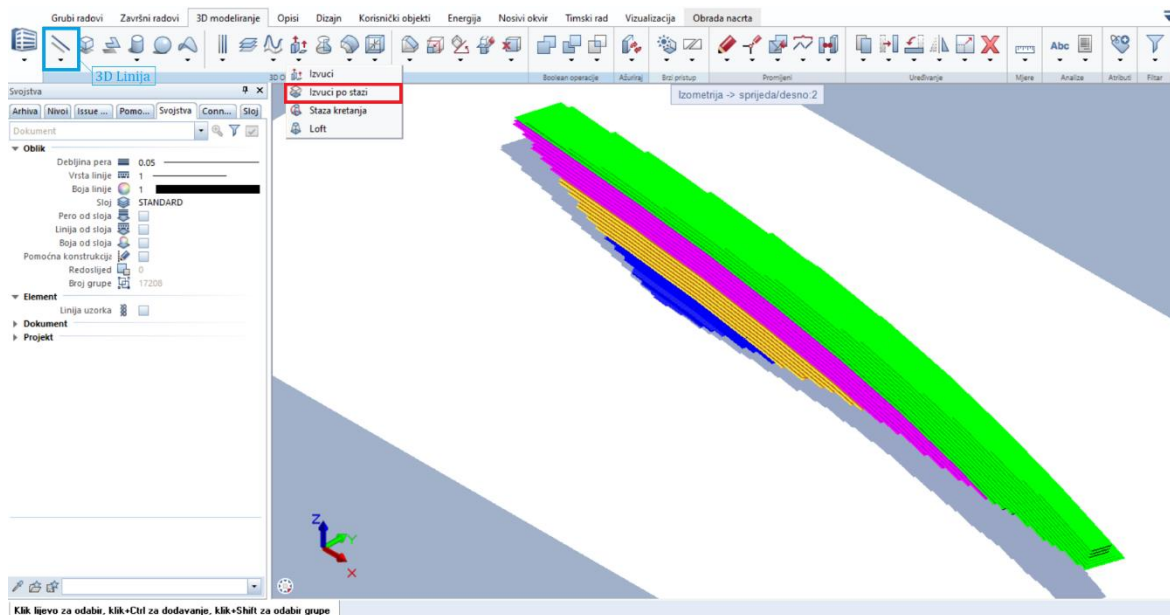 Grubi radovi Završni radovi 3D modeliranje Opisi Dizajn Korisnički objekti Energija Nosivi okvir Timski rad Vizualizacija Obrada nacrta
Abc
3D Linija
3D O
Boolean operacije Ažuriraj Brzi pristup Promijeni Uređivanje Mjere Analize Atributi Filtar
Izvuci
Izvuci po stazi
Staza kretanja
Loft
Izometrija -> sprijeda/desno:2
Svojstva
Arhiva Nivoi Issue ... Pomo... Svojstva Conn... Sloj
Dokument
Oblik
Debljina pera 0.05
Vrsta linije 1
Boja linije 1
Sloj STANDARD
Pero od sloja
Linija od sloja
Boja od sloja
Pomoćna konstrukcija
Redoslijed 0
Broj grupe 17208
Element
Linija uzorka
Dokument
Projekt
Z
Y
X
Klik lijevo za odabir, klik+Ctrl za dodavanje, klik+Shift za odabir grupe